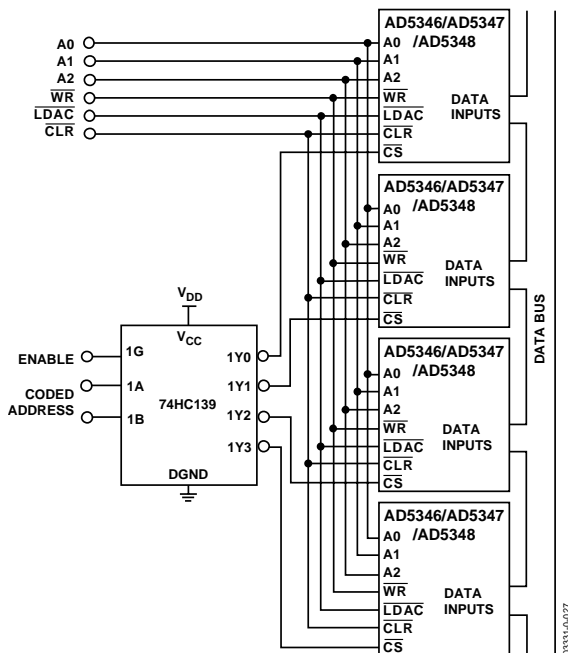 A0
A1
A2
WR
LDAC
CLR
AD5346/AD5347
/AD5348
A0
A1
A2
WR
LDAC
CLR
CS
DATA
INPUTS
AD5346/AD5347
/AD5348
A0
A1
A2
WR
LDAC
CLR
CS
DATA
INPUTS
VDD
VCC
ENABLE
CODED
ADDRESS
1G
1A
1B
74HC139
1Y0
1Y1
1Y2
1Y3
DGND
AD5346/AD5347
/AD5348
A0
A1
A2
WR
LDAC
CLR
CS
DATA
INPUTS
AD5346/AD5347
/AD5348
A0
A1
A2
WR
LDAC
CLR
CS
DATA
INPUTS
DATA BUS
03331-0-027